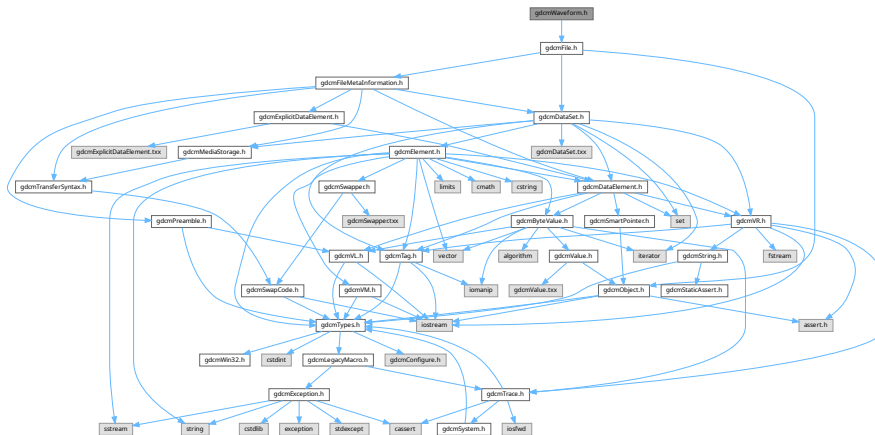 gdcmWaveform.h
gdcmFile.h
gdcmFileMetaInformation.h
gdcmExplicitDataElement.h
gdcmDataSet.h
gdcmExplicitDataElement.txx
gdcmMediaStorage.h
gdcmElement.h
gdcmDataSet.txx
gdcmTransferSyntax.h
gdcmSwapper.h
limits
cmath
cstring
gdcmDataElement.h
gdcmPreamble.h
gdcmSwapper.txx
gdcmByteValue.h
gdcmSmartPointer.h
set
gdcmVR.h
gdcmVL.h
gdcmTag.h
vector
algorithm
gdcmValue.h
iterator
gdcmString.h
fstream
gdcmSwapCode.h
gdcmVM.h
iomanip
gdcmValue.txx
gdcmObject.h
gdcmStaticAssert.h
gdcmTypes.h
iostream
assert.h
gdcmWin32.h
cstdint
gdcmLegacyMacro.h
gdcmConfigure.h
gdcmException.h
gdcmTrace.h
sstream
string
cstdlib
exception
stdexcept
cassert
gdcmSystem.h
iosfwd